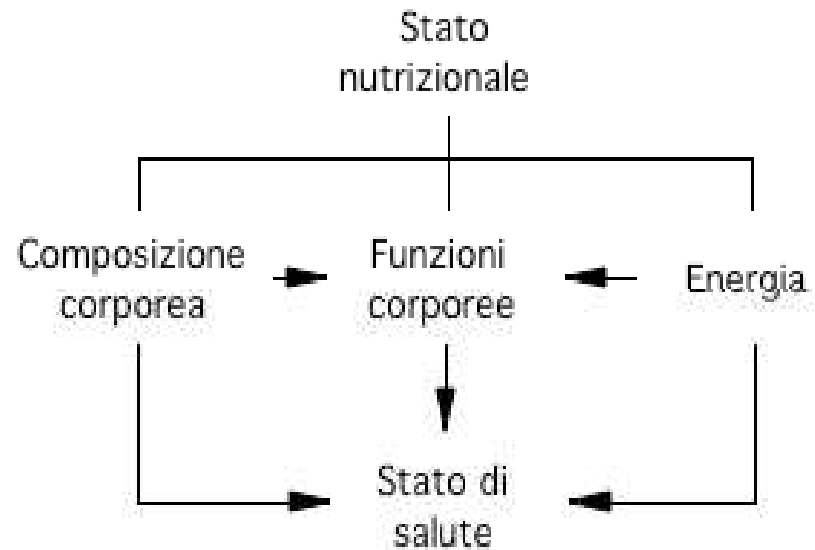 Stato
nutrizionale
Composizione
corporea
Funzioni
corporee
Energia
Stato di
salute